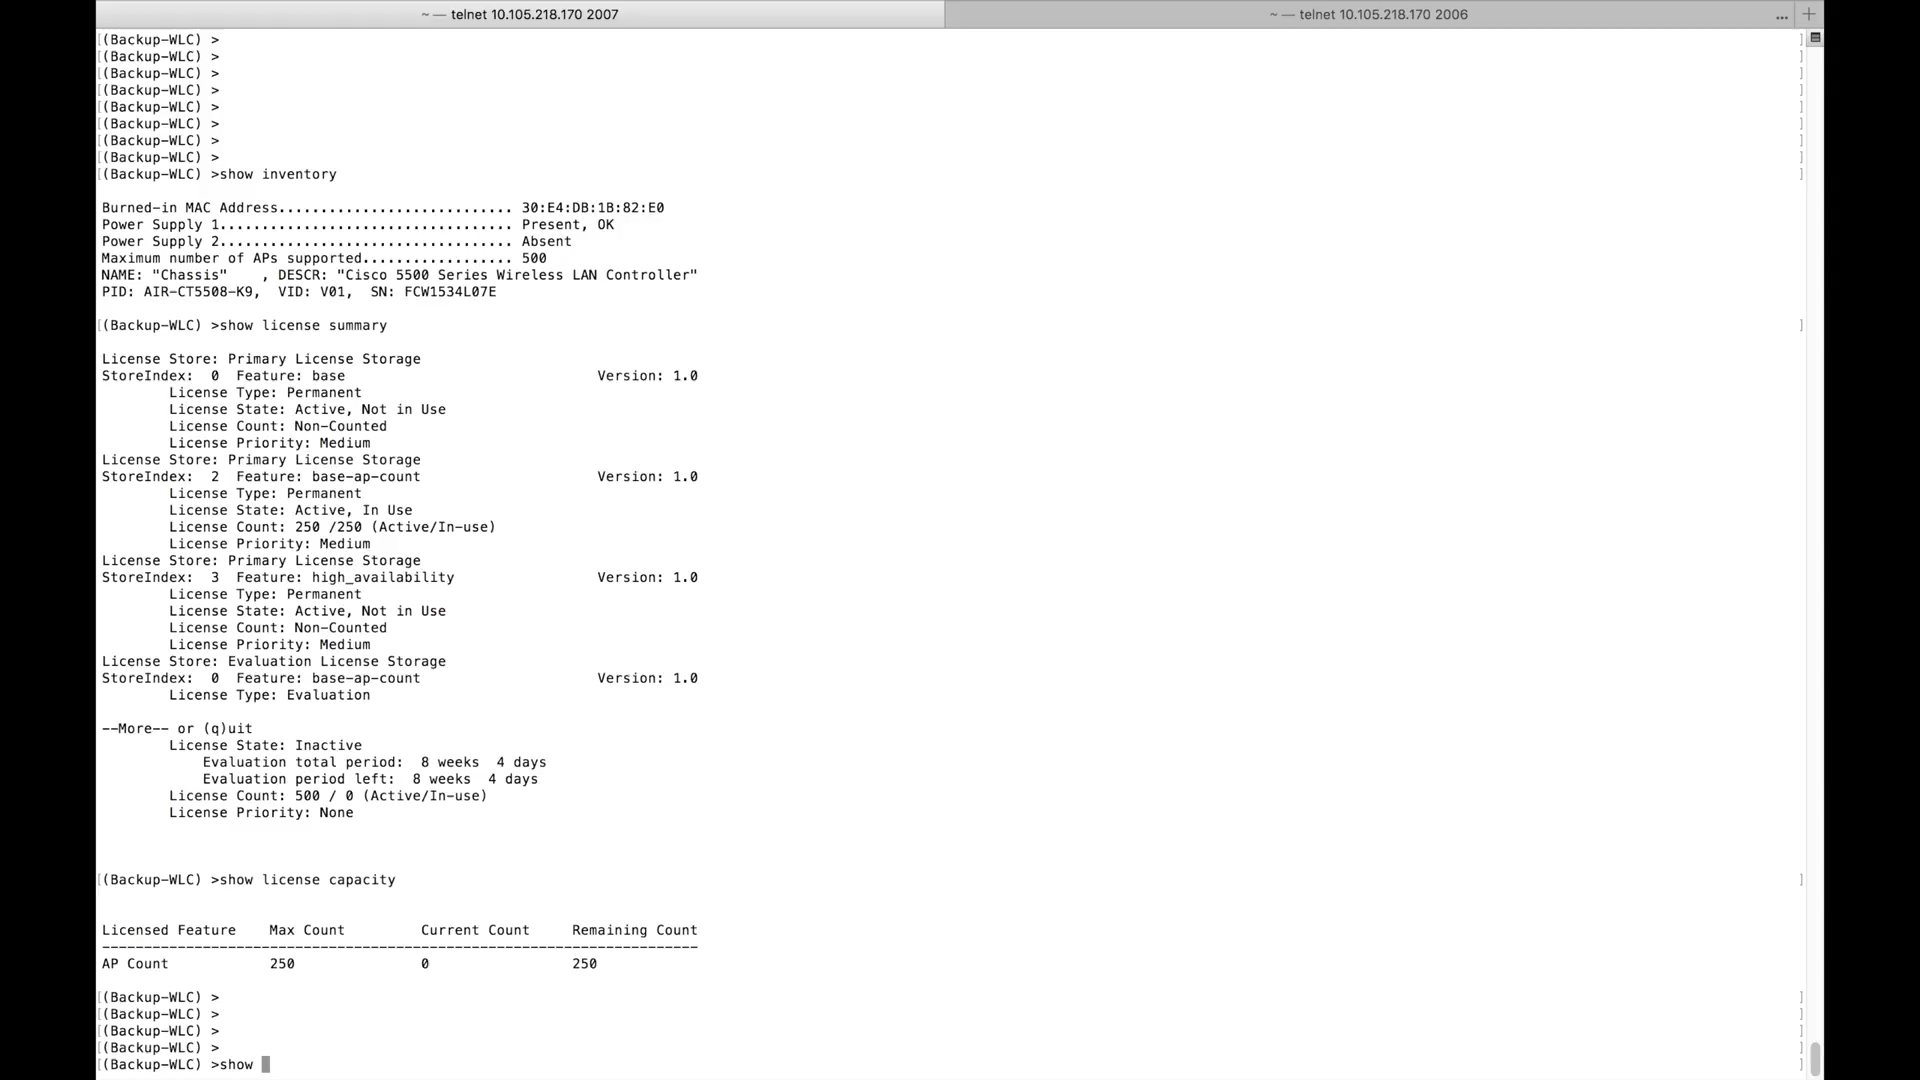 ~ — telnet 10.105.218.170 2007
~ — telnet 10.105.218.170 2006
... +
[(Backup-WLC) > ]
[(Backup-WLC) > ]
[(Backup-WLC) > ]
[(Backup-WLC) > ]
[(Backup-WLC) > ]
[(Backup-WLC) > ]
[(Backup-WLC) > ]
[(Backup-WLC) > ]
[(Backup-WLC) >show inventory ]
Burned-in MAC Address............................ 30:E4:DB:1B:82:E0
Power Supply 1................................... Present, OK
Power Supply 2................................... Absent
Maximum number of APs supported.................. 500
NAME: "Chassis"    , DESCR: "Cisco 5500 Series Wireless LAN Controller"
PID: AIR-CT5508-K9,  VID: V01,  SN: FCW1534L07E
[(Backup-WLC) >show license summary ]
License Store: Primary License Storage
StoreIndex:  0  Feature: base                              Version: 1.0
        License Type: Permanent
        License State: Active, Not in Use
        License Count: Non-Counted
        License Priority: Medium
License Store: Primary License Storage
StoreIndex:  2  Feature: base-ap-count                     Version: 1.0
        License Type: Permanent
        License State: Active, In Use
        License Count: 250 /250 (Active/In-use)
        License Priority: Medium
License Store: Primary License Storage
StoreIndex:  3  Feature: high_availability                 Version: 1.0
        License Type: Permanent
        License State: Active, Not in Use
        License Count: Non-Counted
        License Priority: Medium
License Store: Evaluation License Storage
StoreIndex:  0  Feature: base-ap-count                     Version: 1.0
        License Type: Evaluation
--More-- or (q)uit
        License State: Inactive
            Evaluation total period:  8 weeks  4 days
            Evaluation period left:  8 weeks  4 days
        License Count: 500 / 0 (Active/In-use)
        License Priority: None
[(Backup-WLC) >show license capacity ]
Licensed Feature    Max Count         Current Count     Remaining Count
-----------------------------------------------------------------------
AP Count            250               0                 250
[(Backup-WLC) > ]
[(Backup-WLC) > ]
[(Backup-WLC) > ]
[(Backup-WLC) > ]
[(Backup-WLC) >show ]